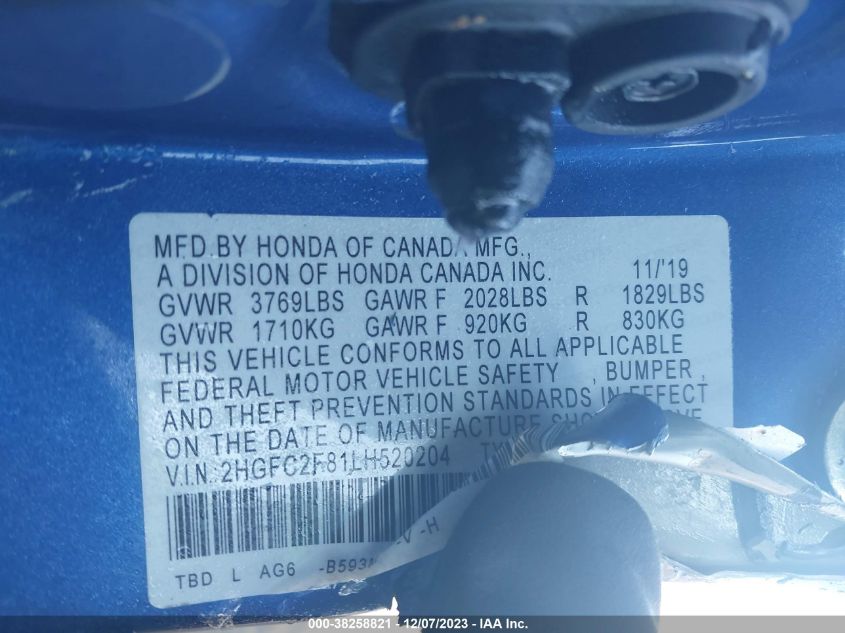 MFD.BY HONDA OF CANADA MFG.,
A DIVISION OF HONDA CANADA INC. 11/'19
GVWR 3769LBS GAWR F 2028LBS R 1829LBS
GVWR 1710KG GAWR F 920KG R 830KG
THIS VEHICLE CONFORMS TO ALL APPLICABLE
FEDERAL MOTOR VEHICLE SAFETY , BUMPER ,
AND THEFT PREVENTION STANDARDS IN EFFECT
ON THE DATE OF MANUFACTURE
V.I.N. 2HGFC2F81LH520204
-H
TBD L AG6
000-38258821 - 12/07/2023 - IAA Inc.